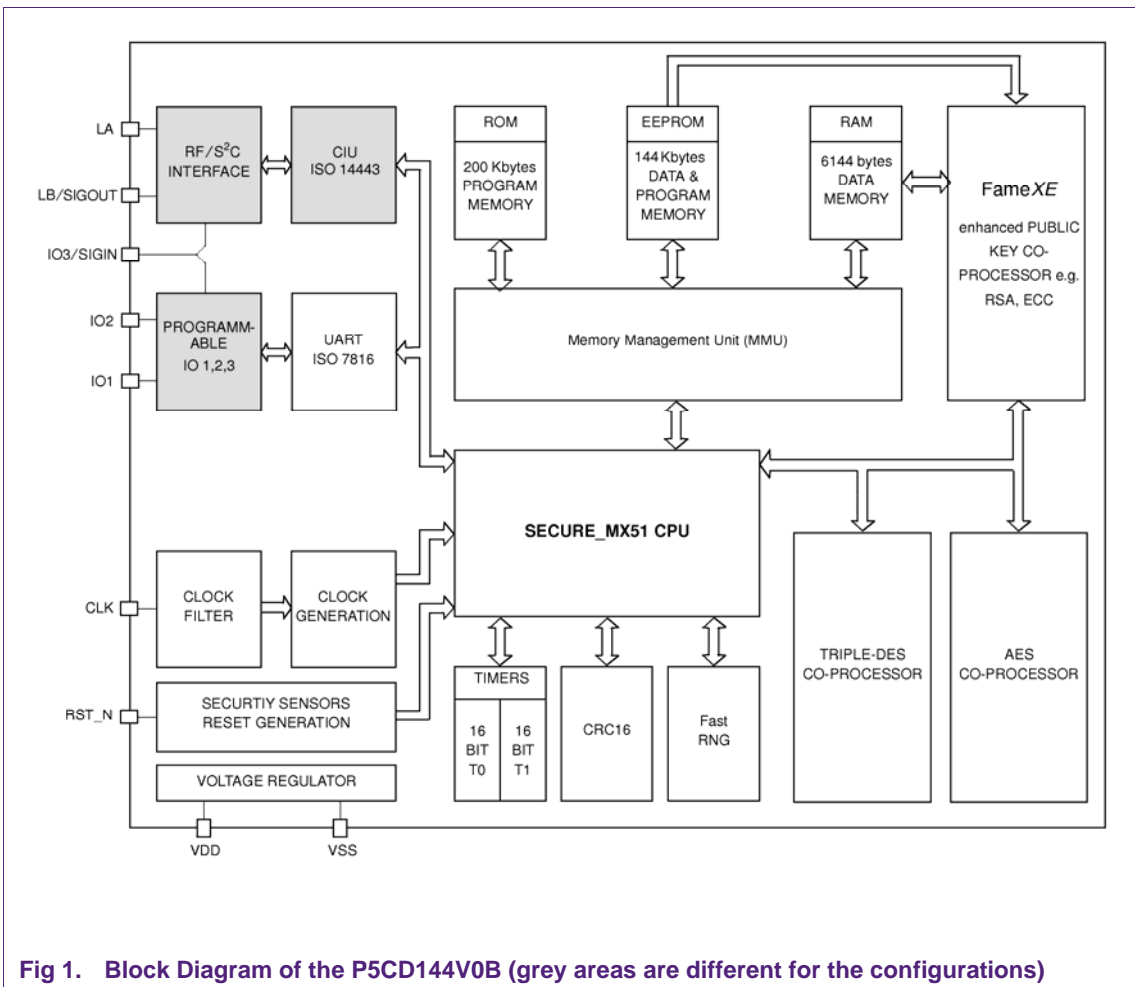 LA
LB/SIGOUT
IO3/SIGIN
IO2
IO1
CLK
RST_N
VDD
VSS
RF/S²C
INTERFACE
CIU
ISO 14443
PROGRAMM-
ABLE
IO 1,2,3
UART
ISO 7816
ROM
200 Kbytes
PROGRAM
MEMORY
EEPROM
144 Kbytes
DATA &
PROGRAM
MEMORY
RAM
6144 bytes
DATA
MEMORY
FameXE
enhanced PUBLIC
KEY CO-
PROCESSOR e.g.
RSA, ECC
Memory Management Unit (MMU)
SECURE_MX51 CPU
CLOCK
FILTER
CLOCK
GENERATION
SECURTIY SENSORS
RESET GENERATION
VOLTAGE REGULATOR
TIMERS
16
BIT
T0
16
BIT
T1
CRC16
Fast
RNG
TRIPLE-DES
CO-PROCESSOR
AES
CO-PROCESSOR
Fig 1. Block Diagram of the P5CD144V0B (grey areas are different for the configurations)